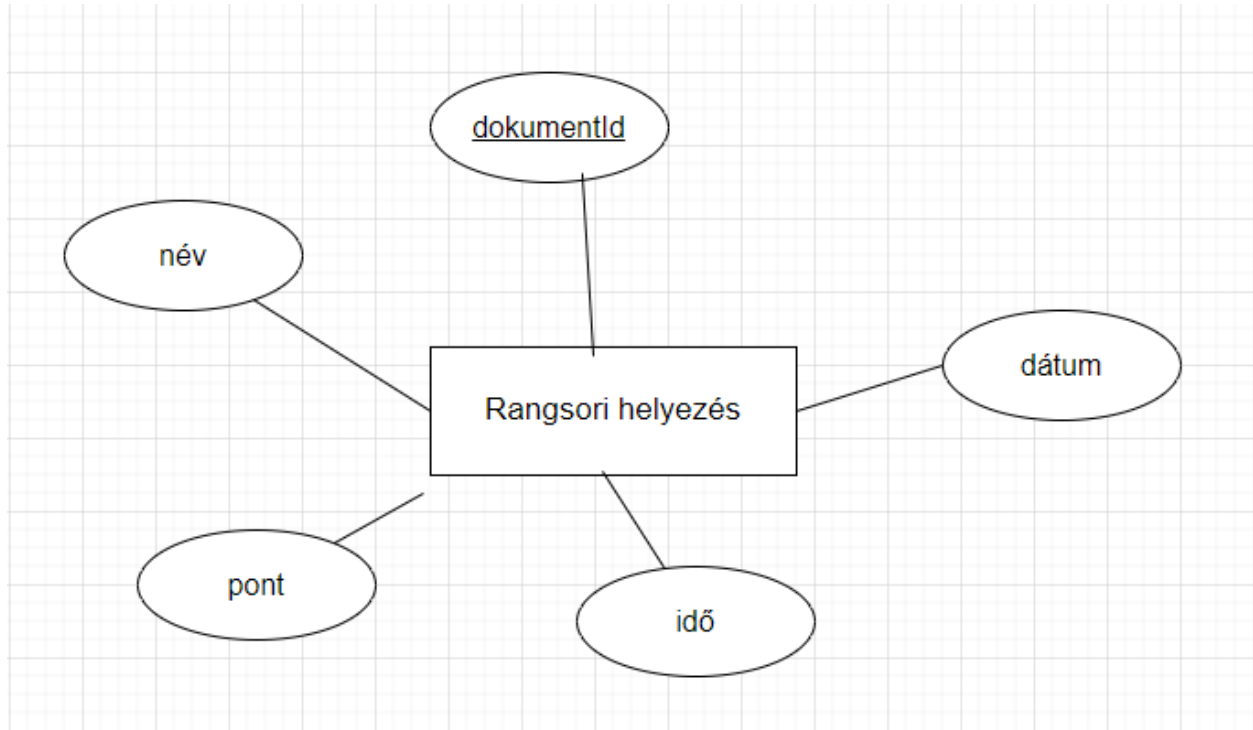 dokumentId
név
dátum
Rangsori helyezés
pont
idő